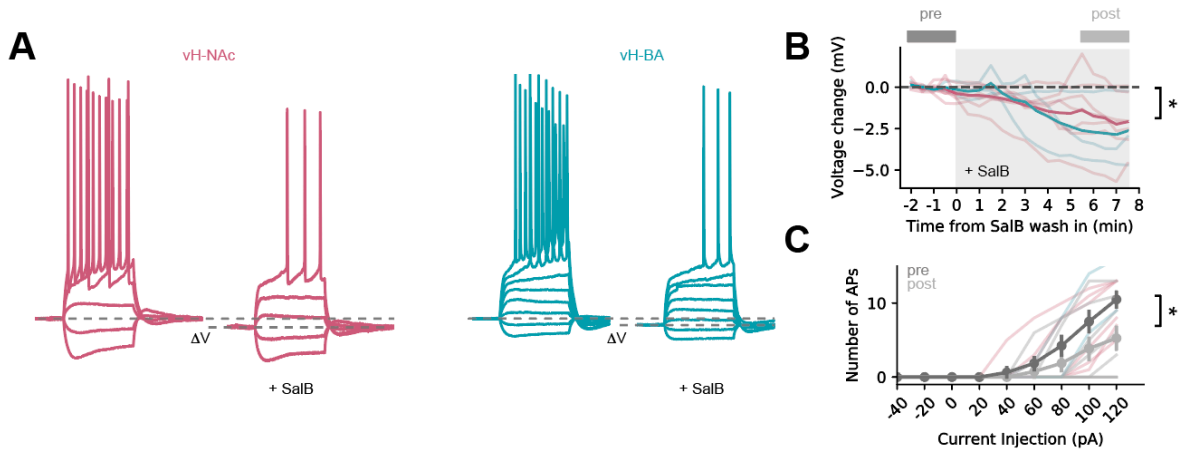 A
vH-NAc
vH-BA
ΔV
ΔV
+ SalB
+ SalB
pre
post
B
Voltage change (mV)
0.0
−2.5
−5.0
*
+ SalB
-2 -1 0 1 2 3 4 5 6 7 8
Time from SalB wash in (min)
C
pre
post
Number of APs
10
0
*
-40 -20 0 20 40 60 80 100 120
Current Injection (pA)